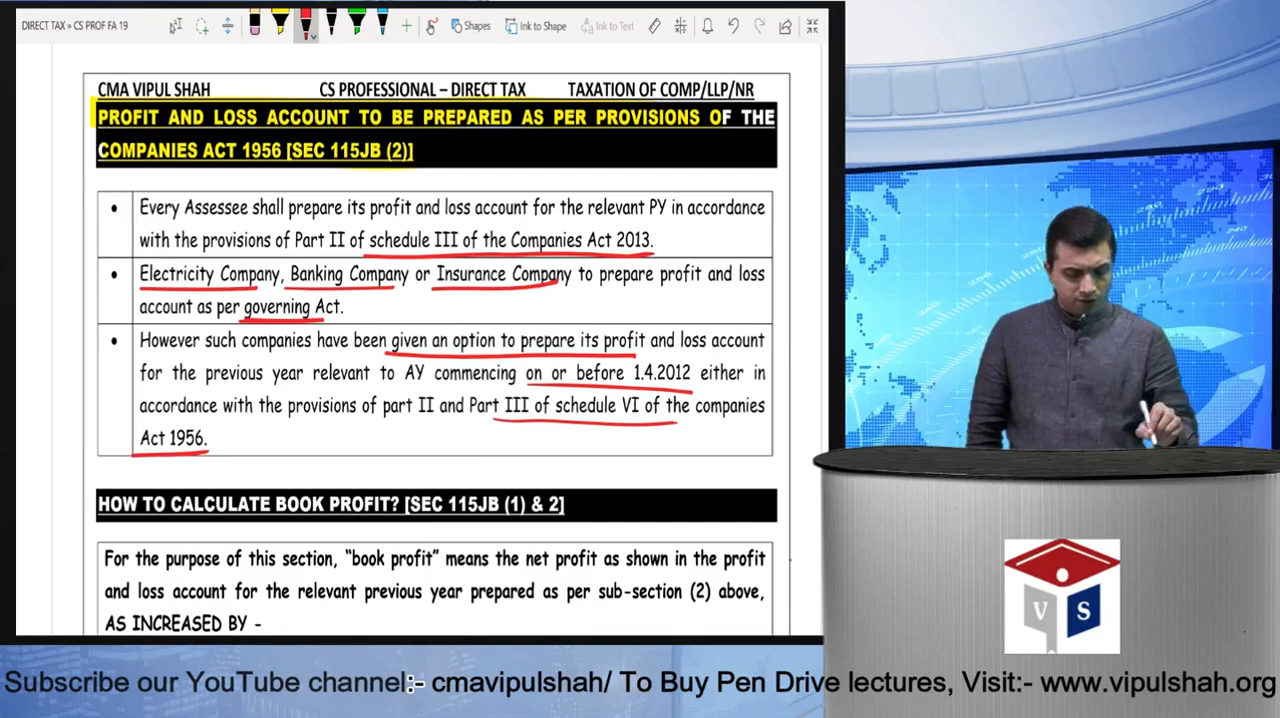 DIRECT TAX » CS PROF FA 19
Shapes
Ink to Shape
Ink to Text
CMA VIPUL SHAH CS PROFESSIONAL – DIRECT TAX TAXATION OF COMP/LLP/NR
PROFIT AND LOSS ACCOUNT TO BE PREPARED AS PER PROVISIONS OF THE
COMPANIES ACT 1956 [SEC 115JB (2)]
• Every Assessee shall prepare its profit and loss account for the relevant PY in accordance
with the provisions of Part II of schedule III of the Companies Act 2013.
• Electricity Company, Banking Company or Insurance Company to prepare profit and loss
account as per governing Act.
• However such companies have been given an option to prepare its profit and loss account
for the previous year relevant to AY commencing on or before 1.4.2012 either in
accordance with the provisions of part II and Part III of schedule VI of the companies
Act 1956.
HOW TO CALCULATE BOOK PROFIT? [SEC 115JB (1) & 2]
For the purpose of this section, “book profit” means the net profit as shown in the profit
and loss account for the relevant previous year prepared as per sub-section (2) above,
AS INCREASED BY -
V S
Subscribe our YouTube channel:- cmavipulshah/ To Buy Pen Drive lectures, Visit:- www.vipulshah.org